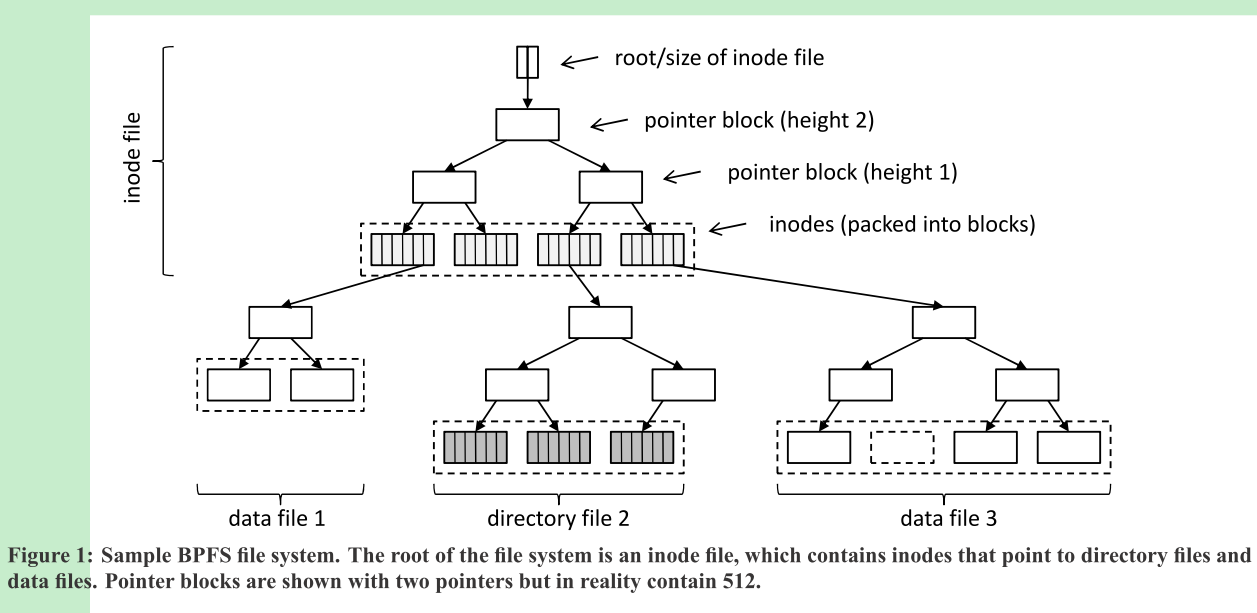 root/size of inode file
pointer block (height 2)
inode file
pointer block (height 1)
inodes (packed into blocks)
data file 1
directory file 2
data file 3
Figure 1: Sample BPFS file system. The root of the file system is an inode file, which contains inodes that point to directory files and
data files. Pointer blocks are shown with two pointers but in reality contain 512.